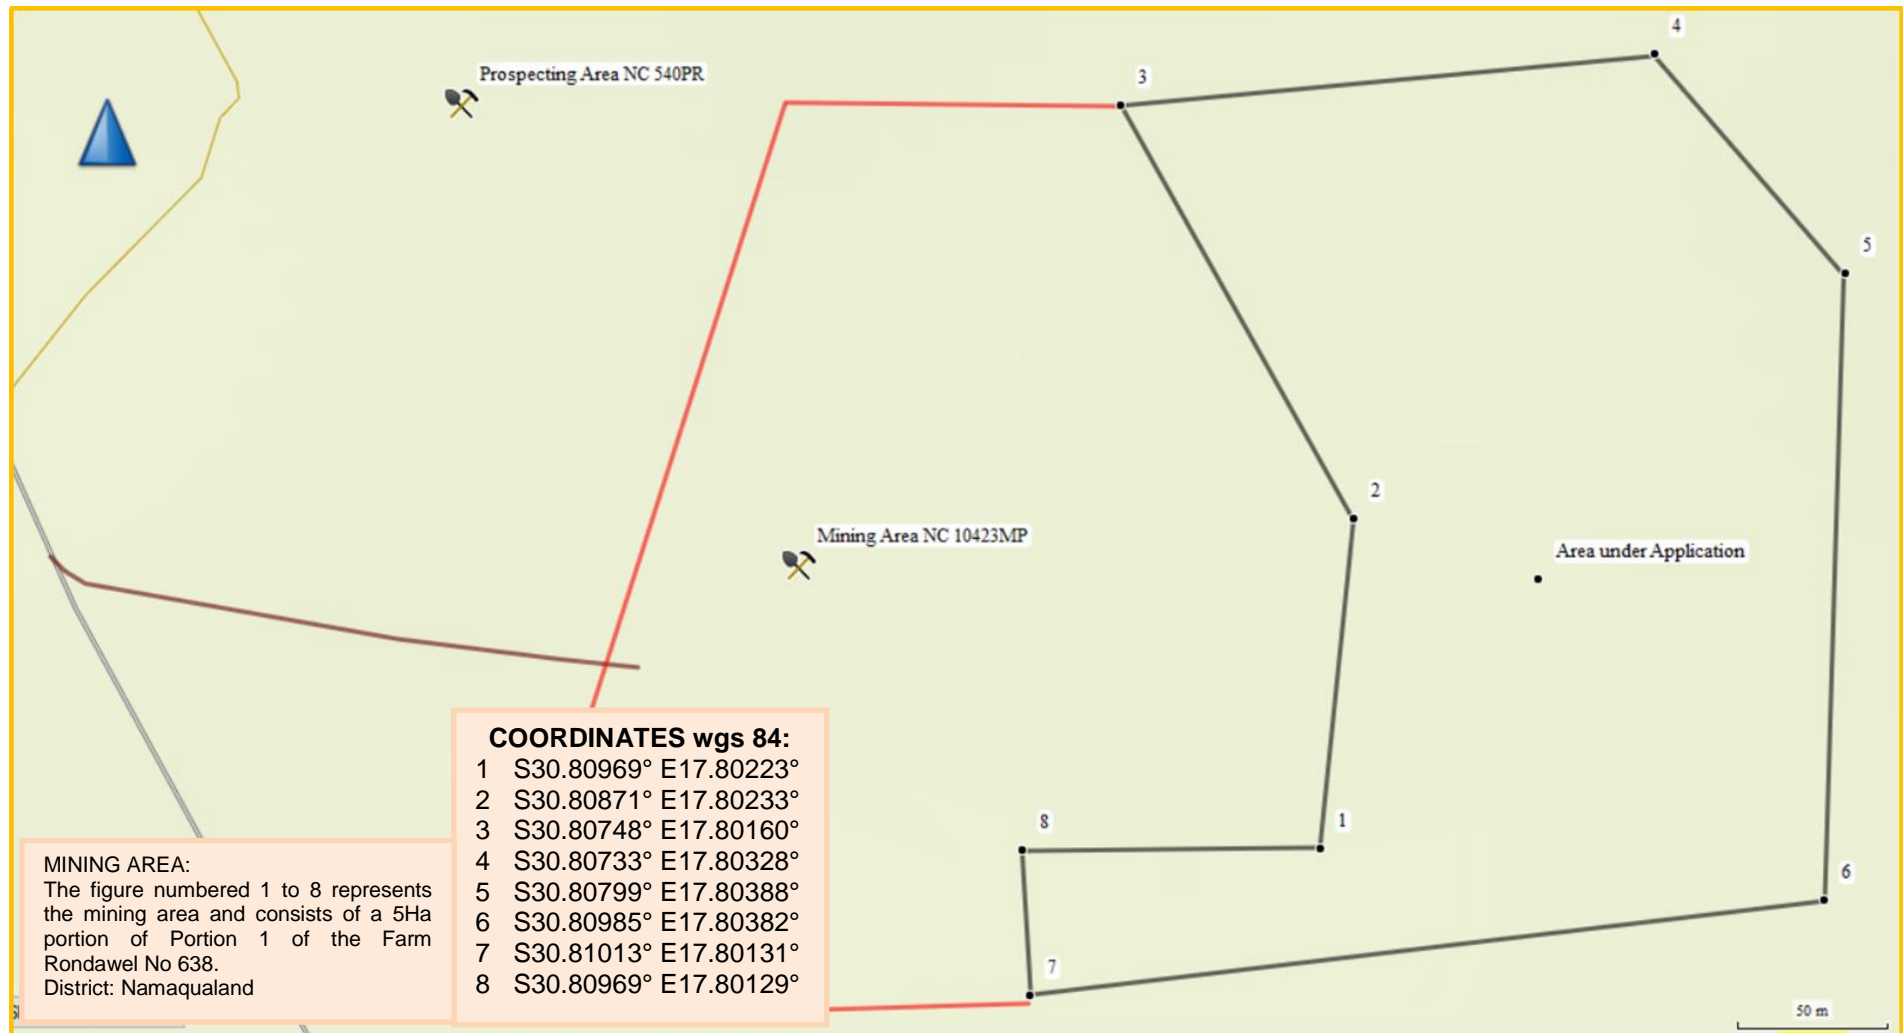 4
Prospecting Area NC 540PR
3
5
2
Mining Area NC 10423MP
Area under Application
8
1
6
7
COORDINATES wgs 84:
1 S30.80969° E17.80223°
2 S30.80871° E17.80233°
3 S30.80748° E17.80160°
4 S30.80733° E17.80328°
5 S30.80799° E17.80388°
6 S30.80985° E17.80382°
7 S30.81013° E17.80131°
8 S30.80969° E17.80129°
MINING AREA:
The figure numbered 1 to 8 represents
the mining area and consists of a 5Ha
portion of Portion 1 of the Farm
Rondawel No 638.
District: Namaqualand
50 m